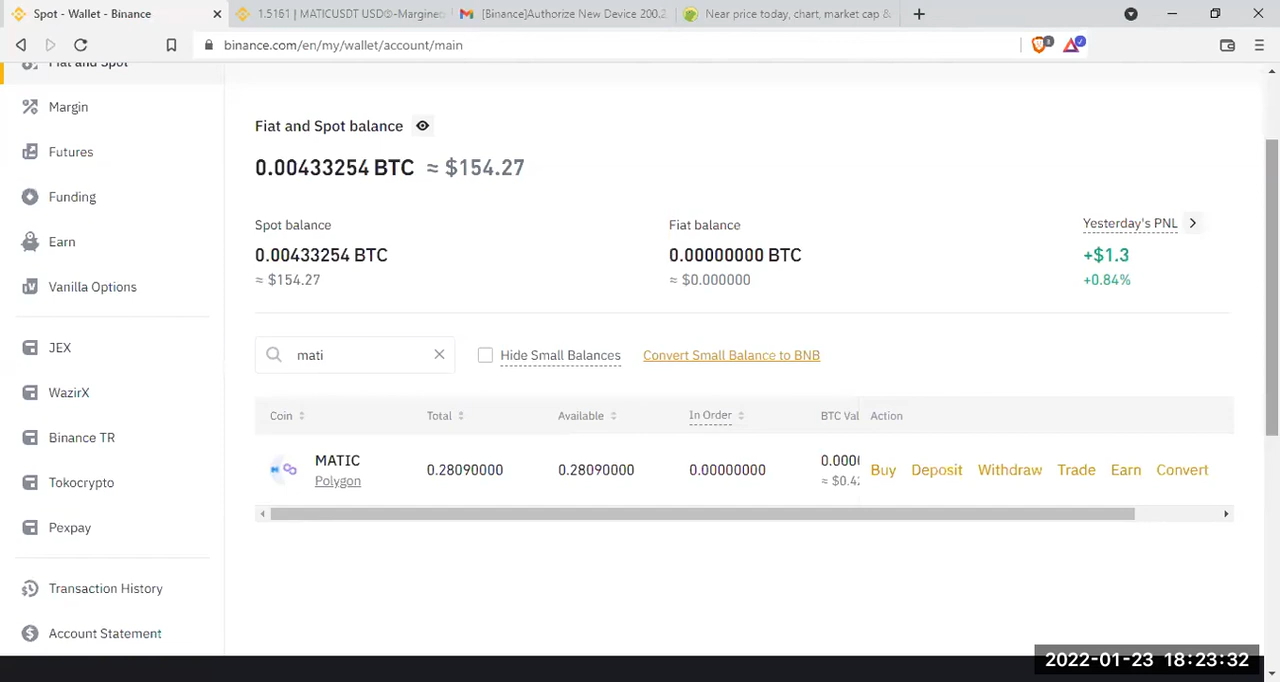 Spot - Wallet - Binance
1.5161 | MATICUSDT USDⓈ-Margined
[Binance]Authorize New Device 200.2
Near price today, chart, market cap &
binance.com/en/my/wallet/account/main
Fiat and Spot
Margin
Futures
Funding
Earn
Vanilla Options
JEX
WazirX
Binance TR
Tokocrypto
Pexpay
Transaction History
Account Statement
Fiat and Spot balance
0.00433254 BTC ≈ $154.27
Spot balance
0.00433254 BTC
≈ $154.27
Fiat balance
0.00000000 BTC
≈ $0.000000
Yesterday's PNL
+$1.3
+0.84%
mati
Hide Small Balances
Convert Small Balance to BNB
Coin Total Available In Order BTC Val Action
MATIC
Polygon
0.28090000 0.28090000 0.00000000
0.0000
≈ $0.42
Buy Deposit Withdraw Trade Earn Convert
2022-01-23 18:23:32